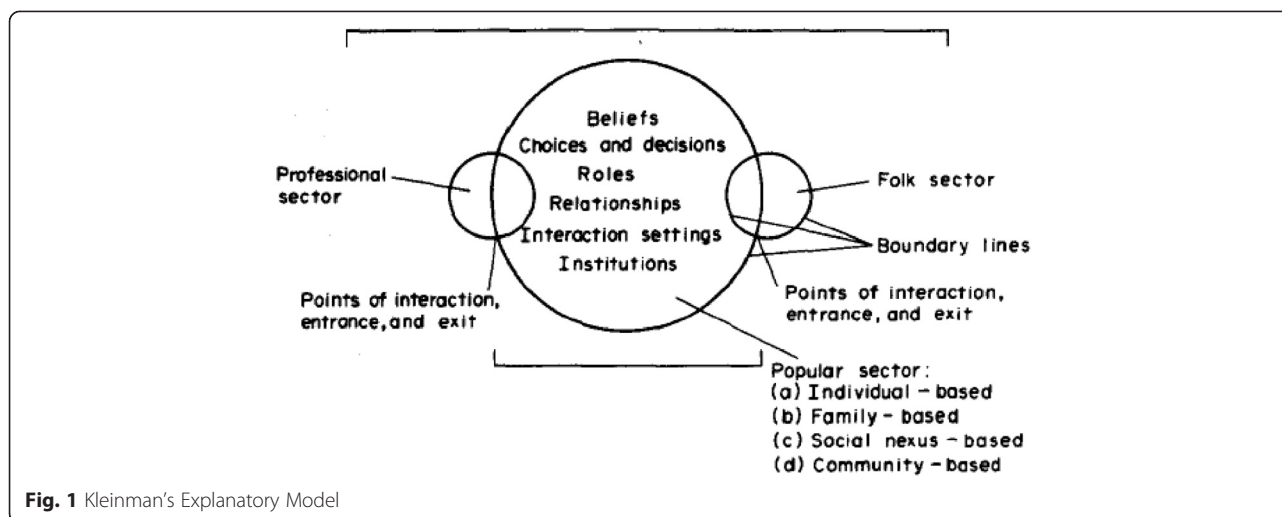 Beliefs
Choices and decisions
Roles
Relationships
Interaction settings
Institutions
Professional
sector
Folk sector
Boundary lines
Points of interaction,
entrance, and exit
Points of interaction,
entrance, and exit
Popular sector:
(a) Individual-based
(b) Family-based
(c) Social nexus-based
(d) Community-based
Fig. 1 Kleinman's Explanatory Model